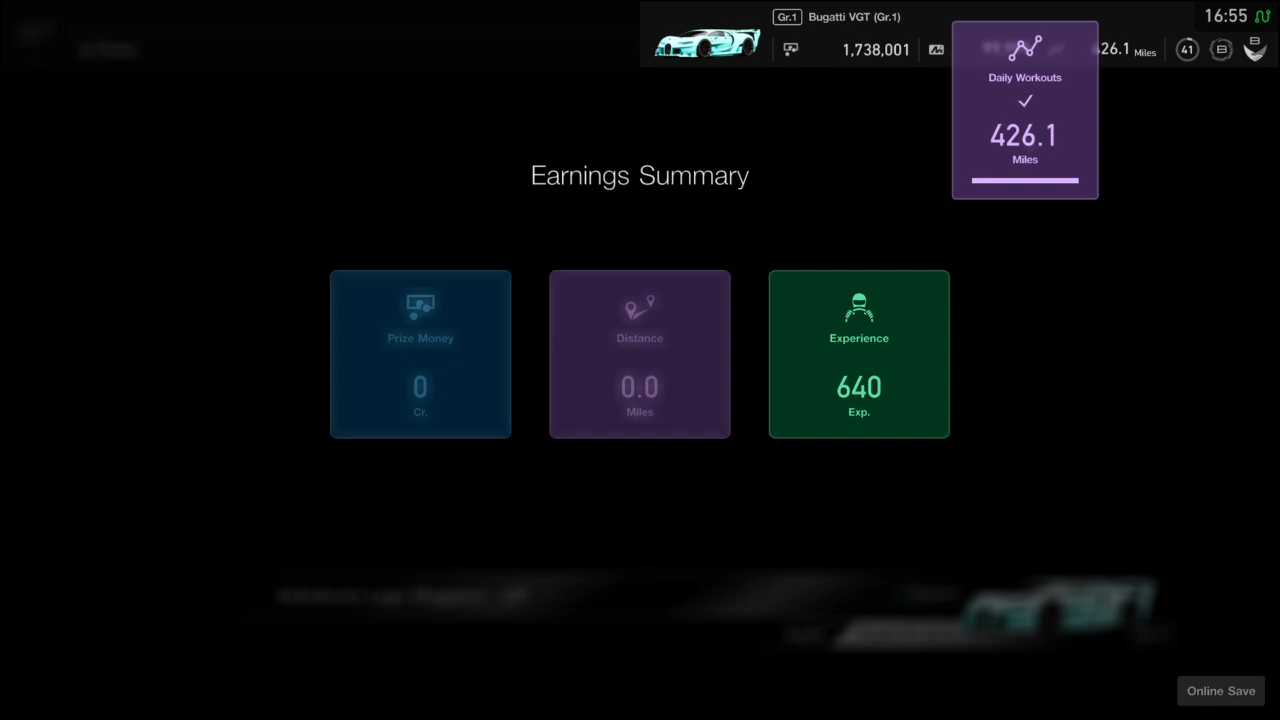 Gr.1 Bugatti VGT (Gr.1)
16:55
1,738,001
426.1 Miles
41
B
B
Daily Workouts
426.1
Miles
Earnings Summary
Prize Money
0
Cr.
Distance
0.0
Miles
Experience
640
Exp.
Online Save